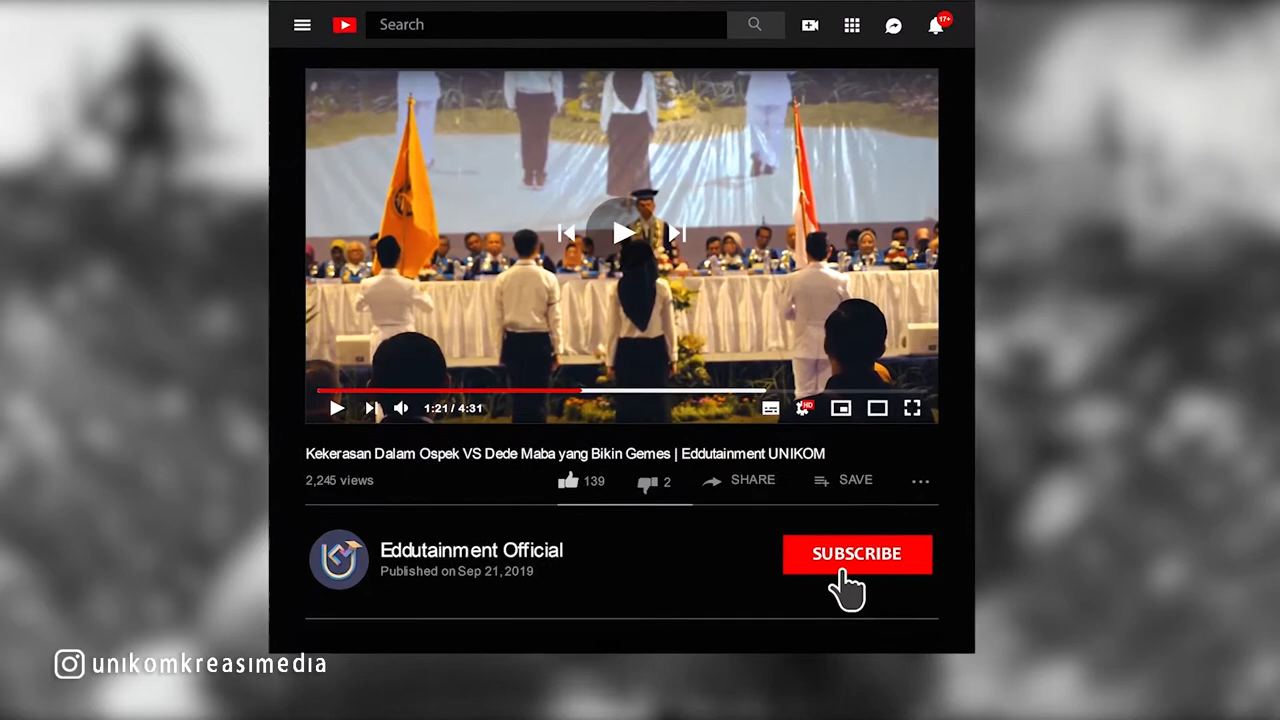 Search
17+
1:21 / 4:31
HD
Kekerasan Dalam Ospek VS Dede Maba yang Bikin Gemes | Eddutainment UNIKOM
2,245 views
139
2
SHARE
SAVE
Eddutainment Official
Published on Sep 21, 2019
SUBSCRIBE
unikomkreasimedia